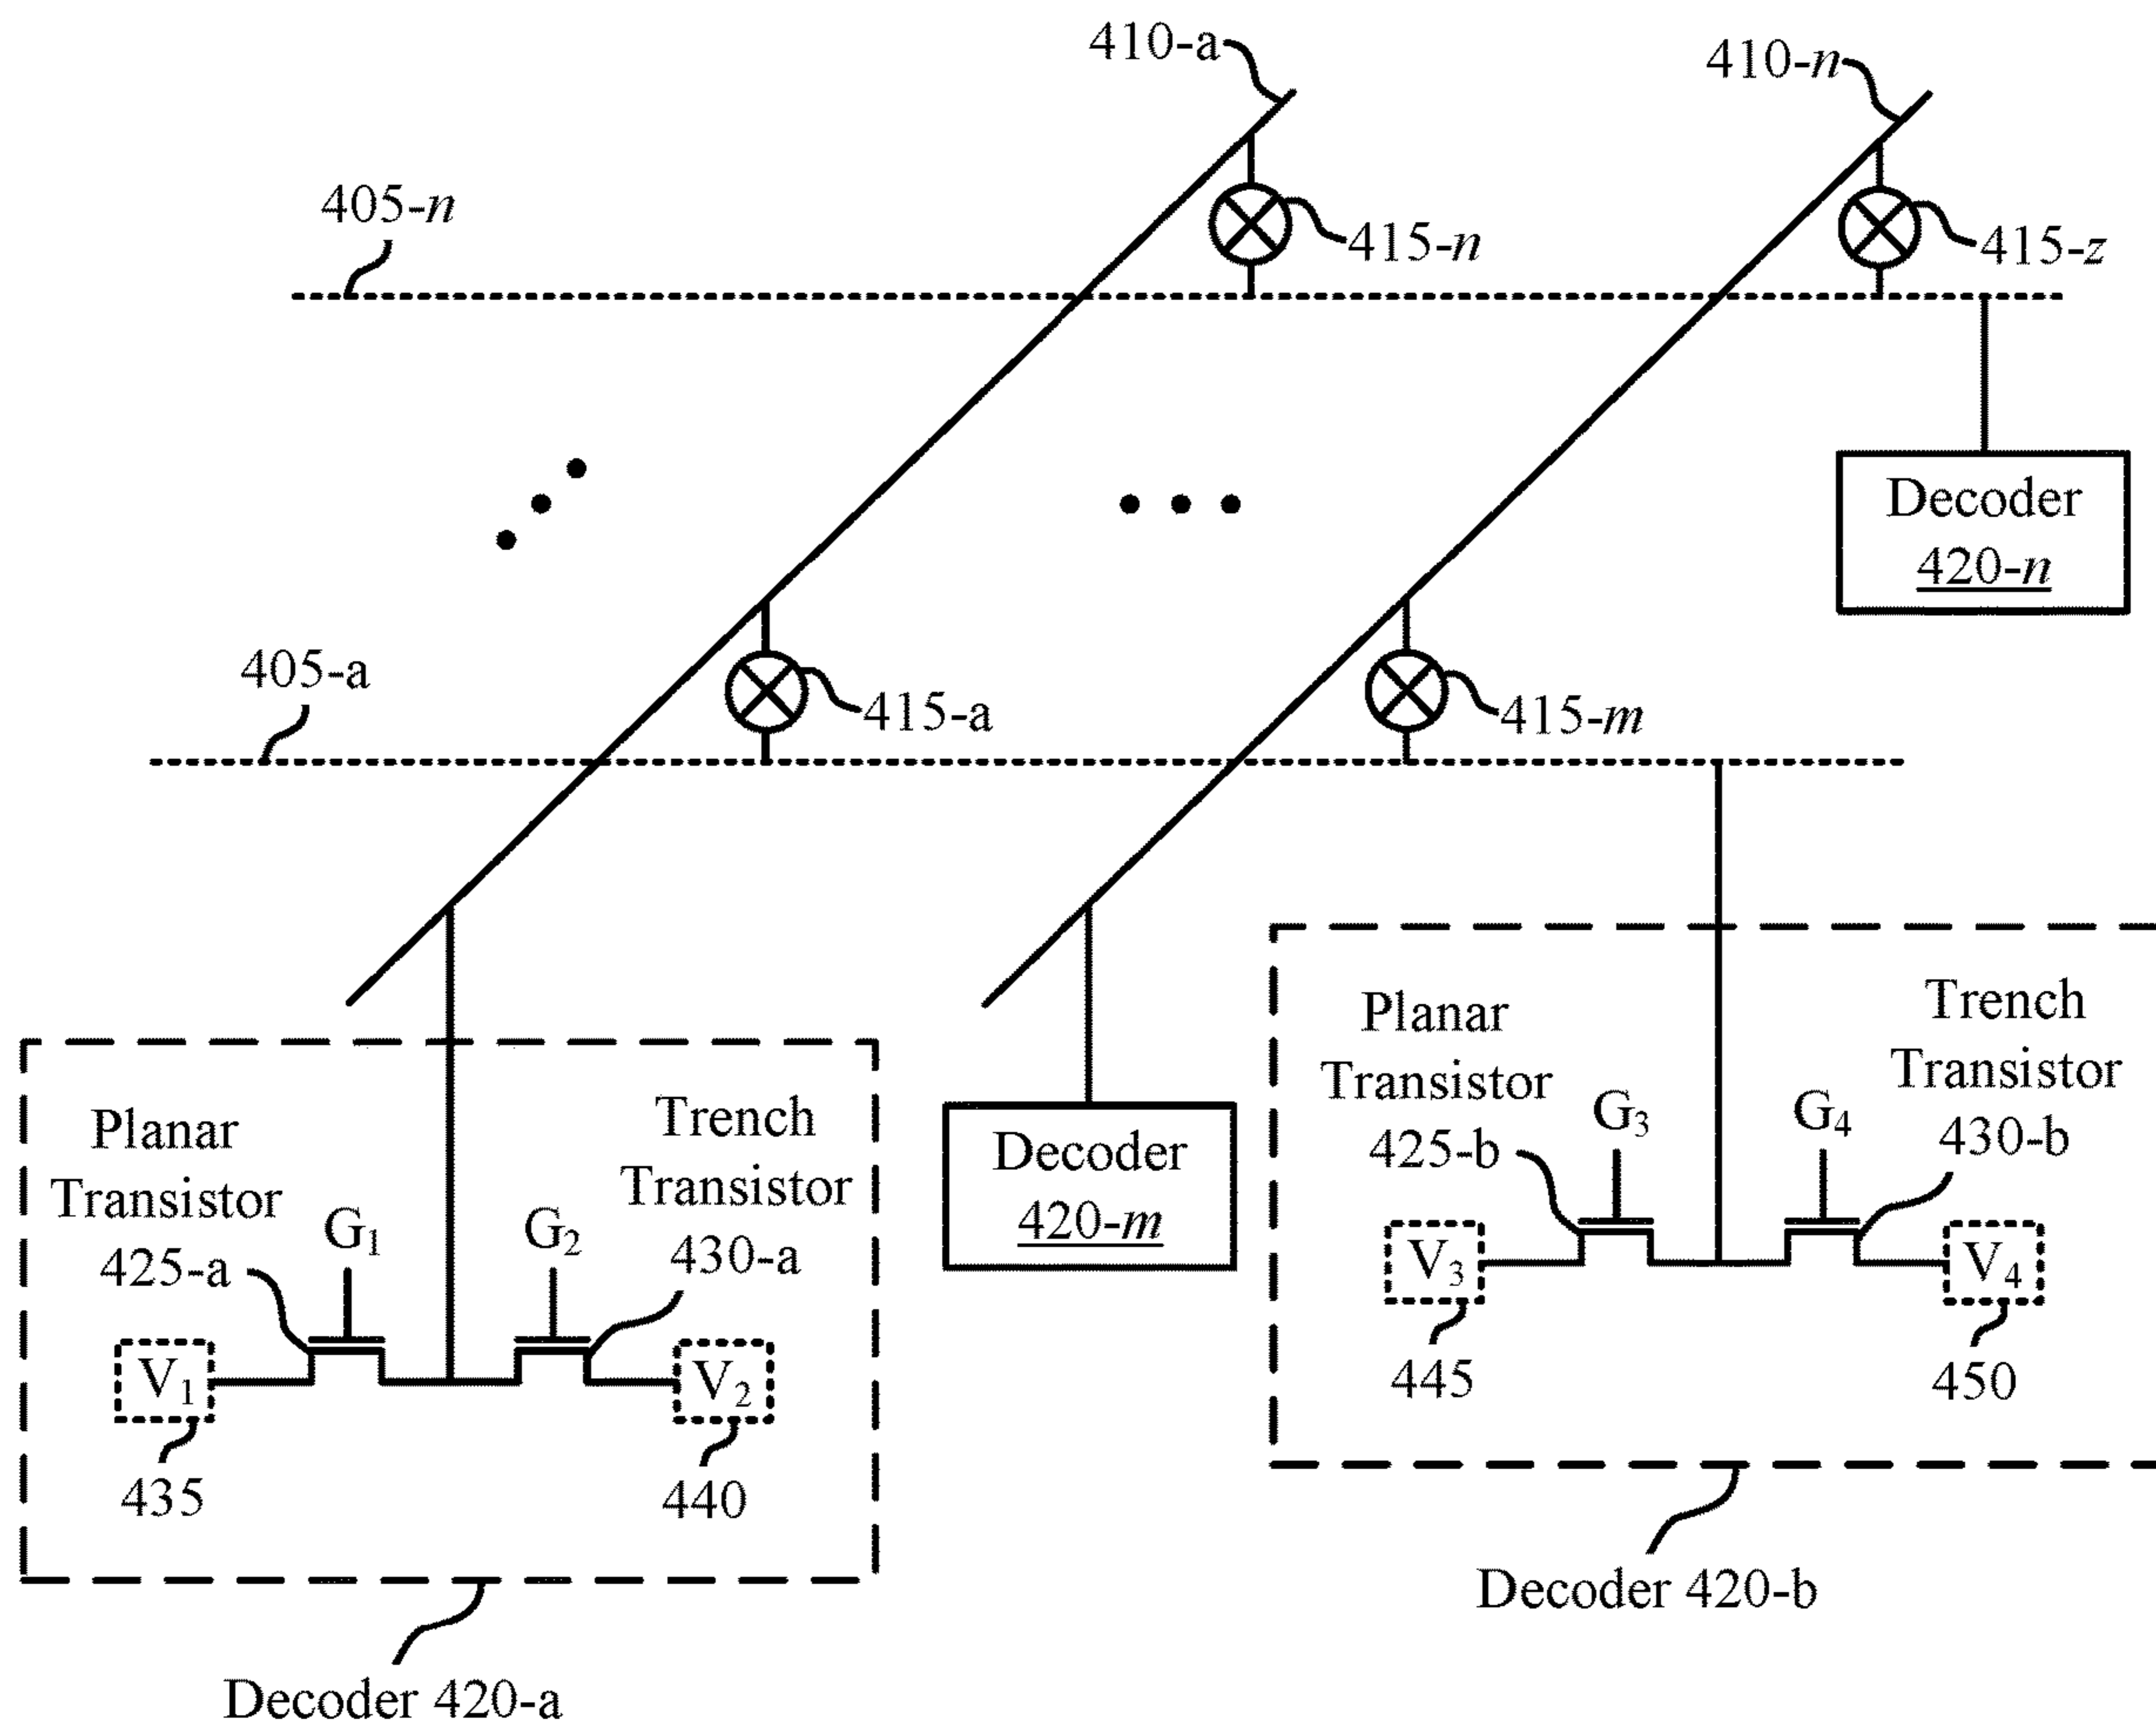 410-a
410-n
405-n
415-n
415-z
Decoder
420-n
405-a
415-a
415-m
Planar
Transistor
425-a
G₁
G₂
Trench
Transistor
430-a
V₁
V₂
435
440
Decoder 420-a
Decoder
420-m
Planar
Transistor
425-b
G₃
G₄
Trench
Transistor
430-b
V₃
V₄
445
450
Decoder 420-b